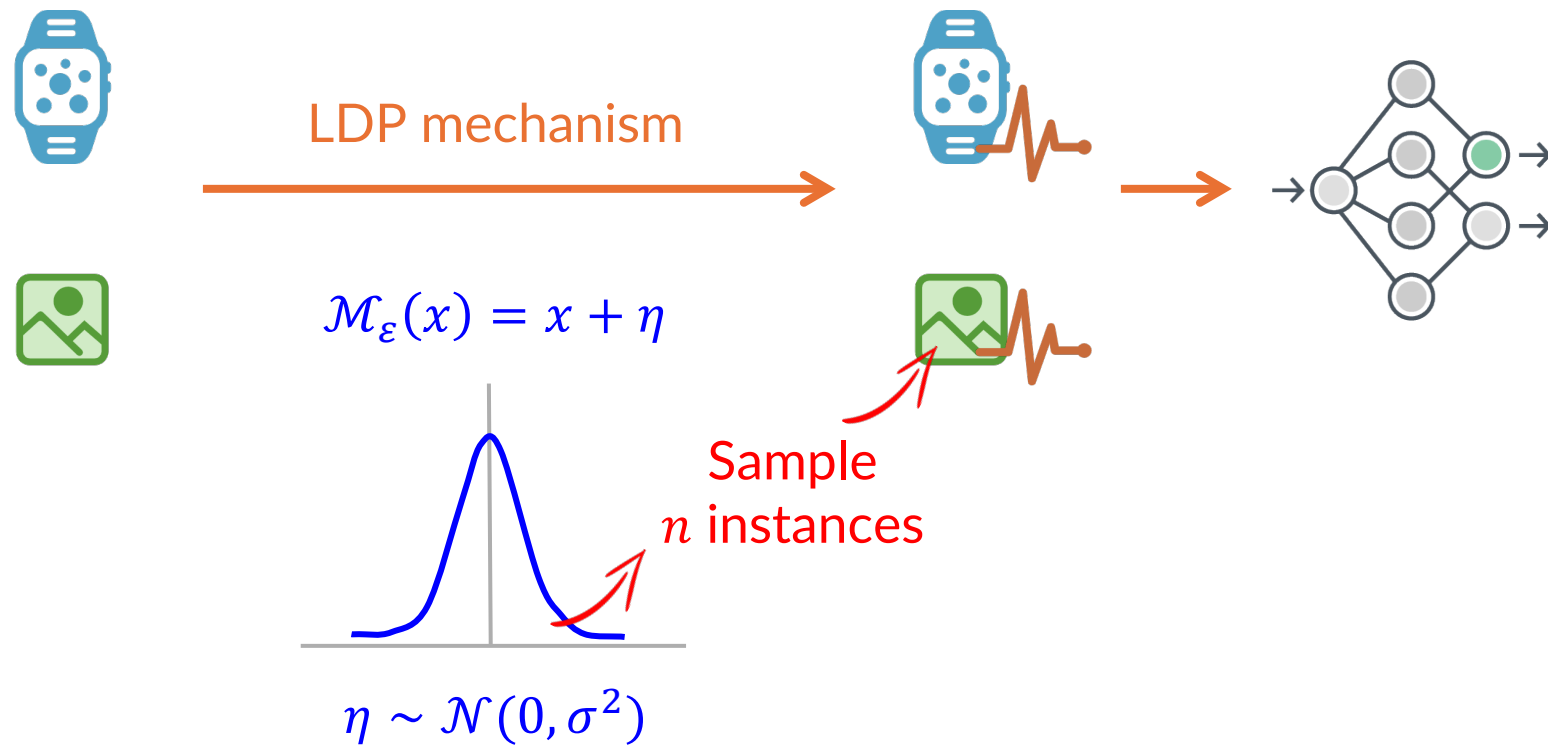 LDP mechanism
ℳ_ε(x) = x + η
Sample
n instances
η ~ 𝒩(0, σ²)